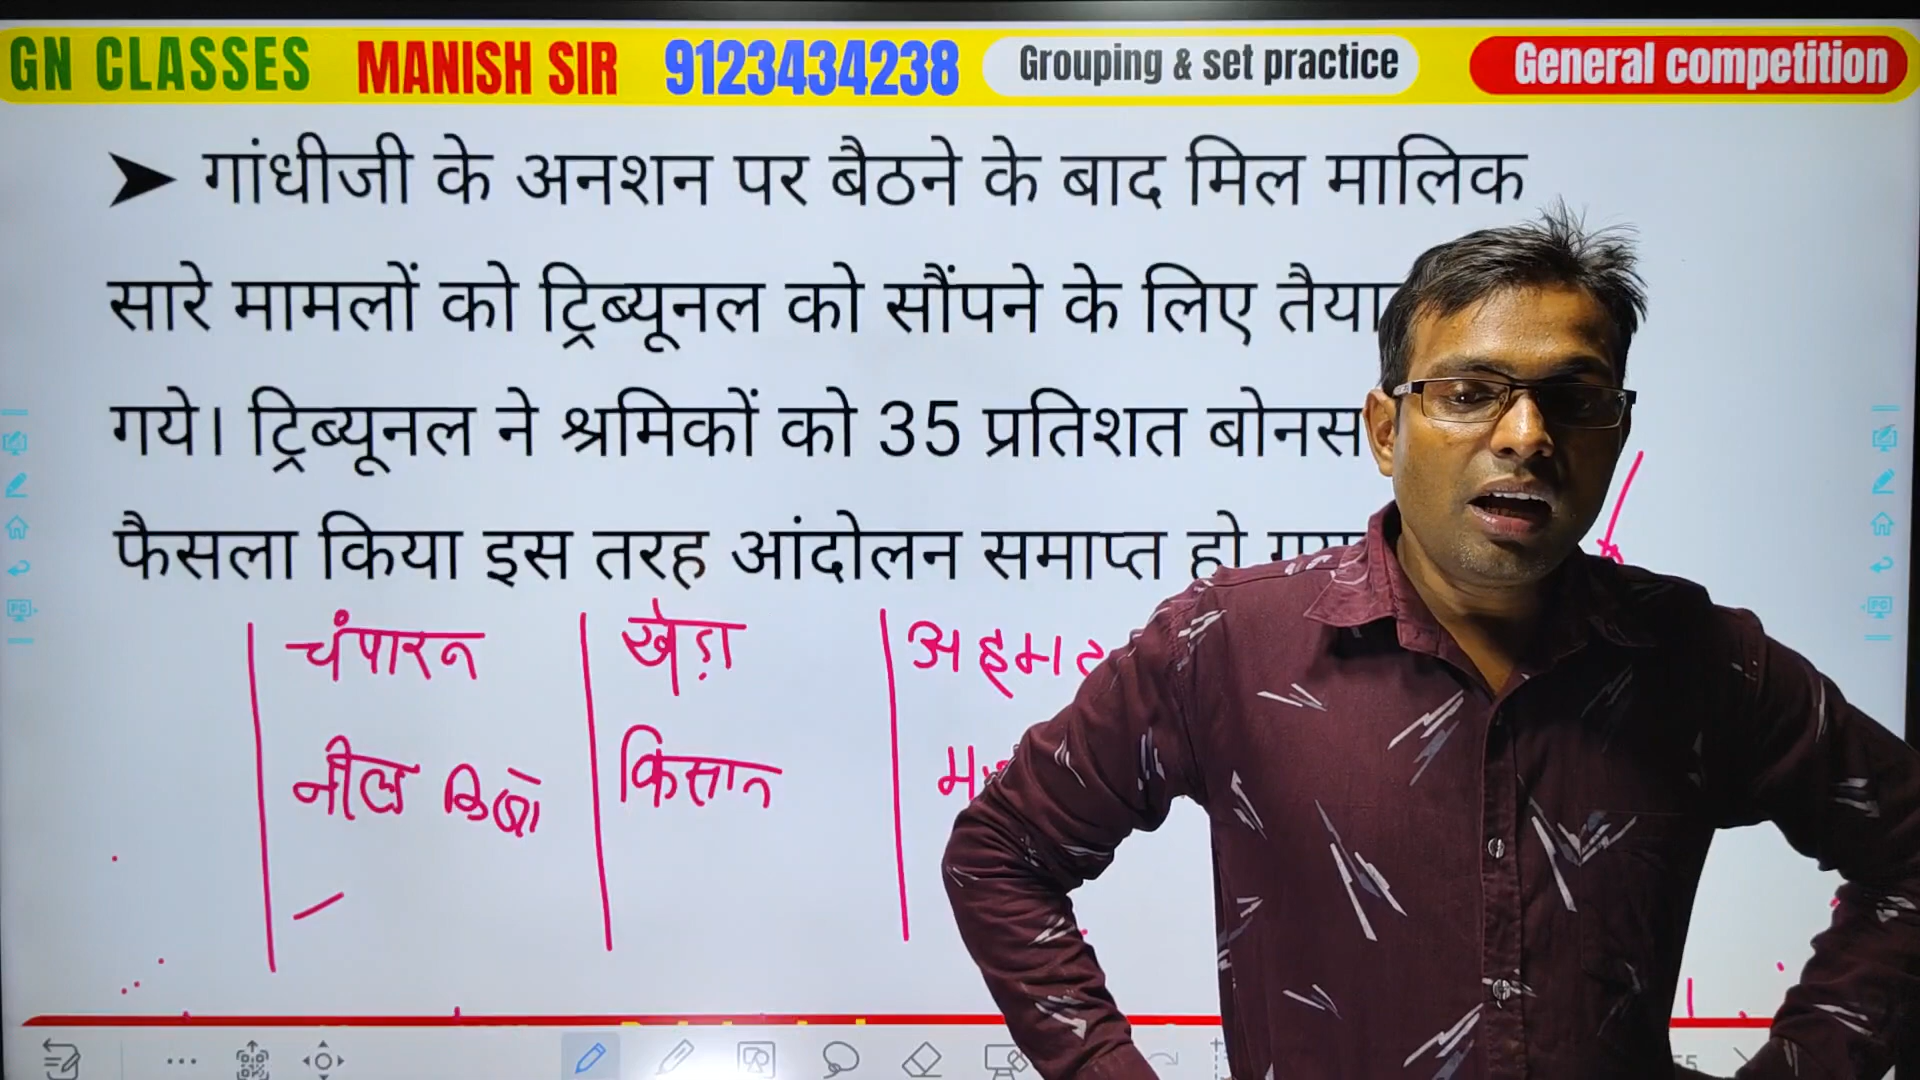 GN CLASSES MANISH SIR 9123434238 Grouping & set practice General competition
➤ गांधीजी के अनशन पर बैठने के बाद मिल मालिक
सारे मामलों को ट्रिब्यूनल को सौंपने के लिए
गये। ट्रिब्यूनल ने श्रमिकों को 35 प्रतिशत बोनस
फैसला किया इस तरह आंदोलन समाप्त हो
चंपारन खेड़ा
नील किसान